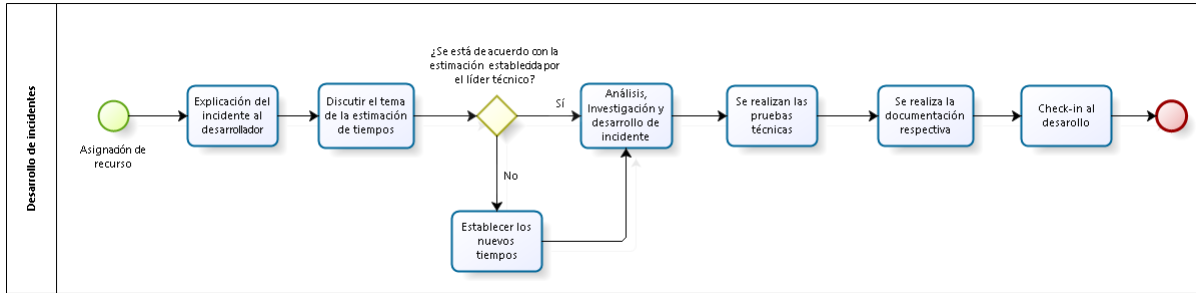 Desarrollo de incidentes
Asignación de
recurso
Explicación del
incidente al
desarrollador
Discutir el tema
de la estimación
de tiempos
¿Se está de acuerdo con la
estimación establecida por
el líder técnico?
Sí
No
Establecer los
nuevos
tiempos
Análisis,
Investigación y
desarrollo de
incidente
Se realizan las
pruebas
técnicas
Se realiza la
documentación
respectiva
Check-in al
desarollo